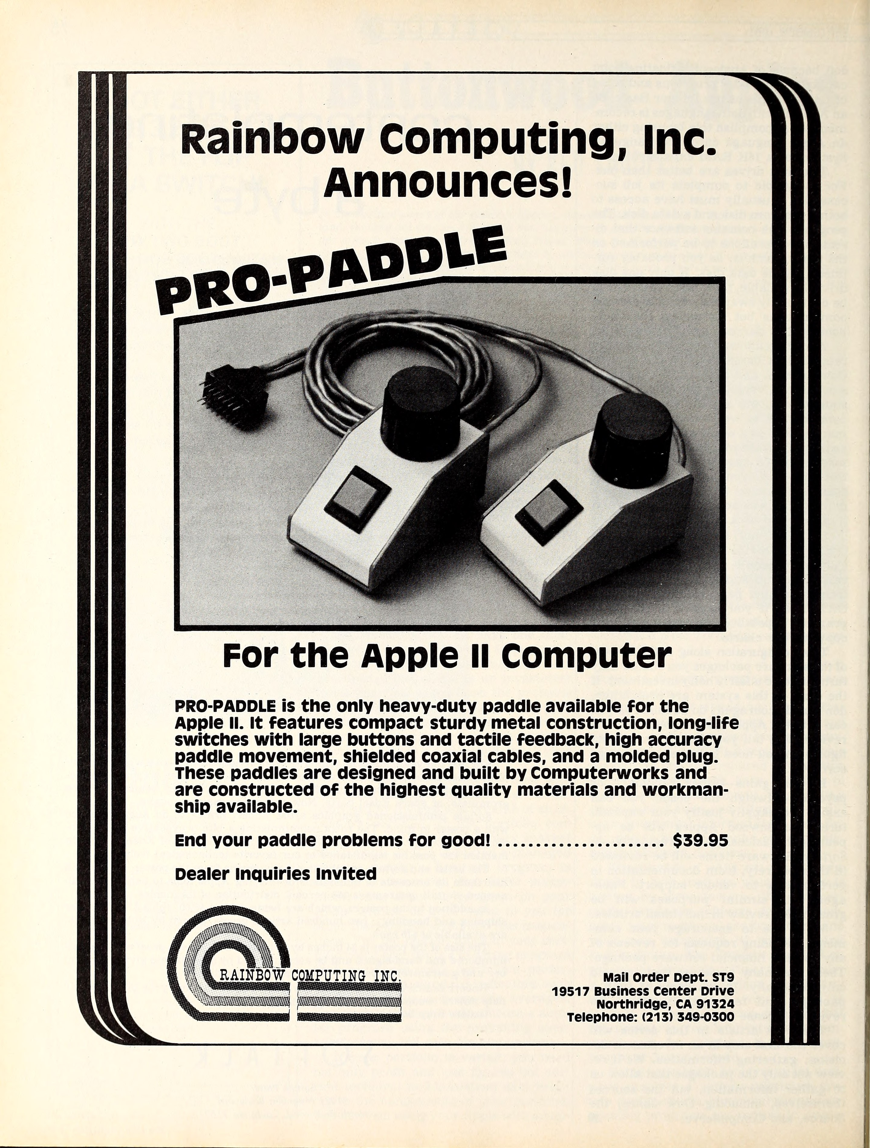 Rainbow Computing, Inc.
Announces!
PRO-PADDLE
For the Apple II Computer
PRO-PADDLE is the only heavy-duty paddle available for the
Apple II. It features compact sturdy metal construction, long-life
switches with large buttons and tactile feedback, high accuracy
paddle movement, shielded coaxial cables, and a molded plug.
These paddles are designed and built by Computerworks and
are constructed of the highest quality materials and workman-
ship available.
End your paddle problems for good! ...................... $39.95
Dealer Inquiries Invited
RAINBOW COMPUTING INC.
Mail Order Dept. ST9
19517 Business Center Drive
Northridge, CA 91324
Telephone: (213) 349-0300